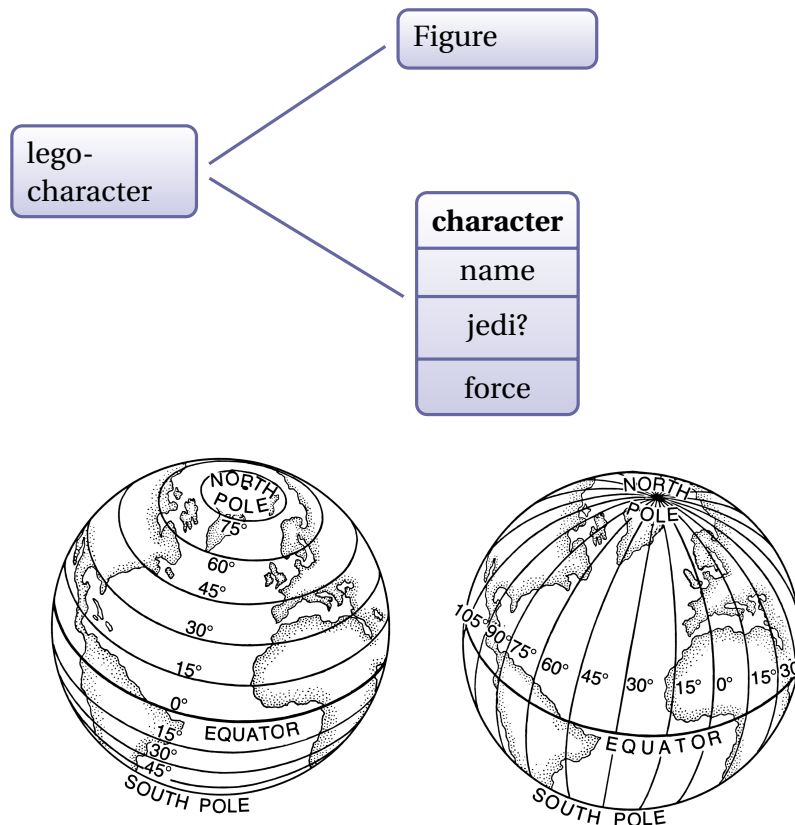 Figure
lego-
character
character
name
jedi?
force
NORTH
POLE
75°
60°
45°
30°
15°
0°
EQUATOR
15°
30°
45°
SOUTH POLE
NORTH
POLE
105° 90° 75° 60° 45° 30° 15° 0° 15° 30
EQUATOR
SOUTH POLE